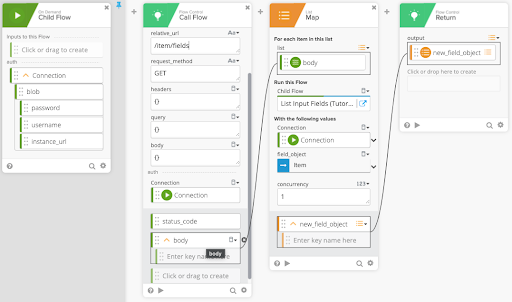 On Demand
Child Flow
Inputs to this Flow
Click or drag to create
auth
Connection
blob
password
username
instance_url
Flow Control
Call Flow
relative_url
Aa
/item/fields
request_method
Aa
GET
headers
{}
query
{}
body
{}
auth
Connection
Connection
status_code
body
Enter key name here
body
Click or drag to create
List
Map
For each item in this list
list
body
Run this Flow
Child Flow
List Input Fields (Tutor...
With the following values
Connection
Connection
field_object
Item
concurrency
123
1
new_field_object
Enter key name here
Flow Control
Return
output
new_field_object
Click or drop here to create